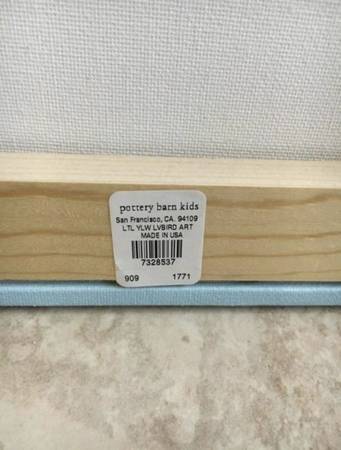 pottery barn kids
San Francisco, CA. 94109
LTL YLW LVBIRD ART
MADE IN USA
7328537
909 1771